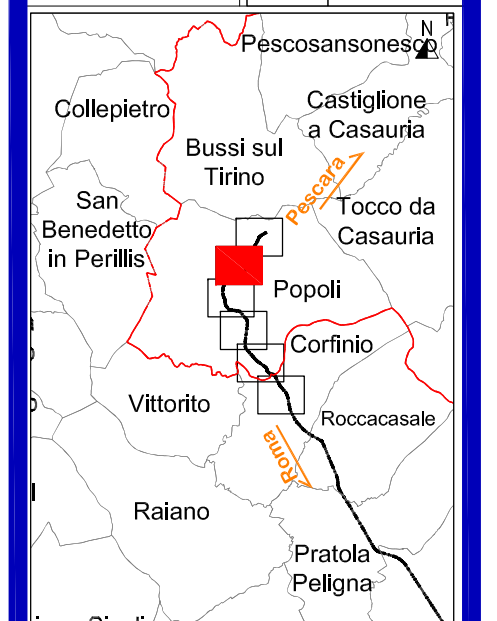 N
Pescosansonesco
Collepietro
Castiglione
a Casauria
Bussi sul
Tirino
Pescara
San
Benedetto
in Perillis
Tocco da
Casauria
Popoli
Corfinio
Vittorito
Roccacasale
Roma
Raiano
Pratola
Peligna